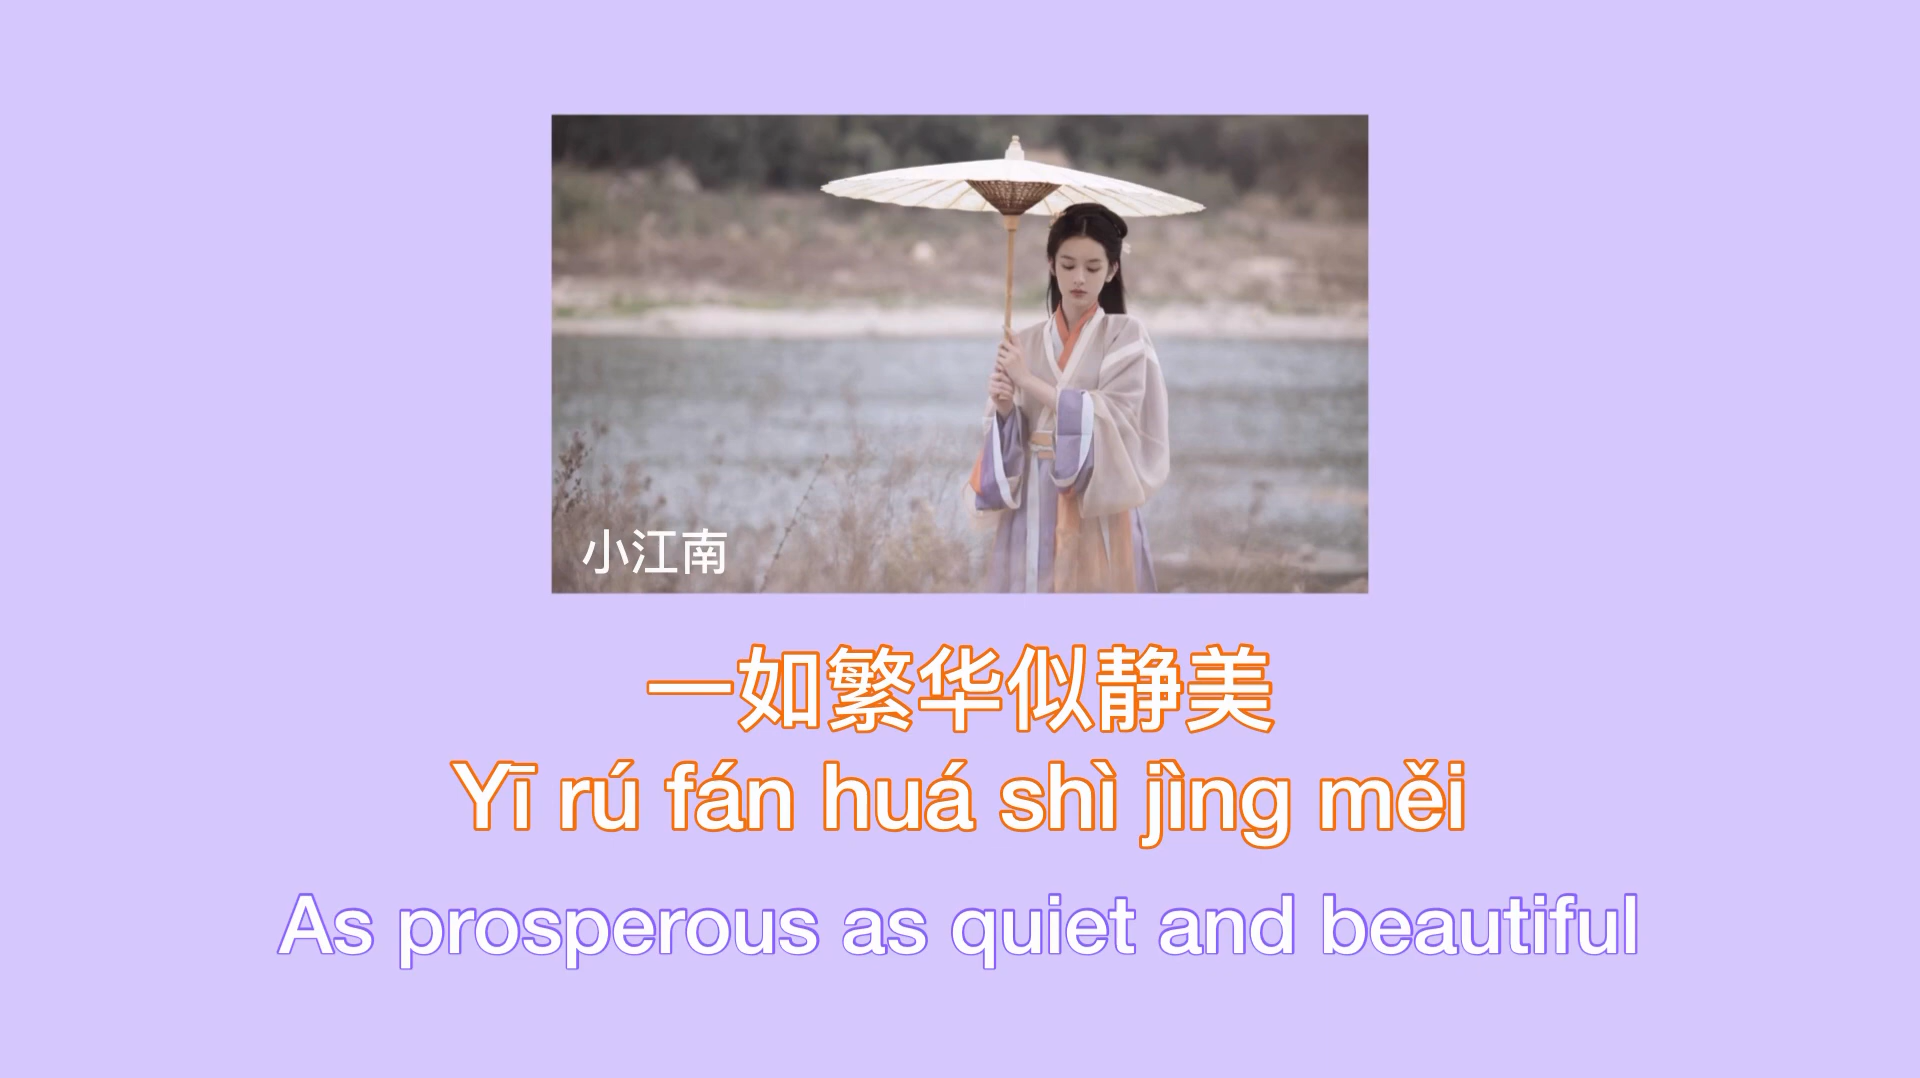 小江南
一如繁华似静美
Yī rú fán huá shì jìng měi
As prosperous as quiet and beautiful